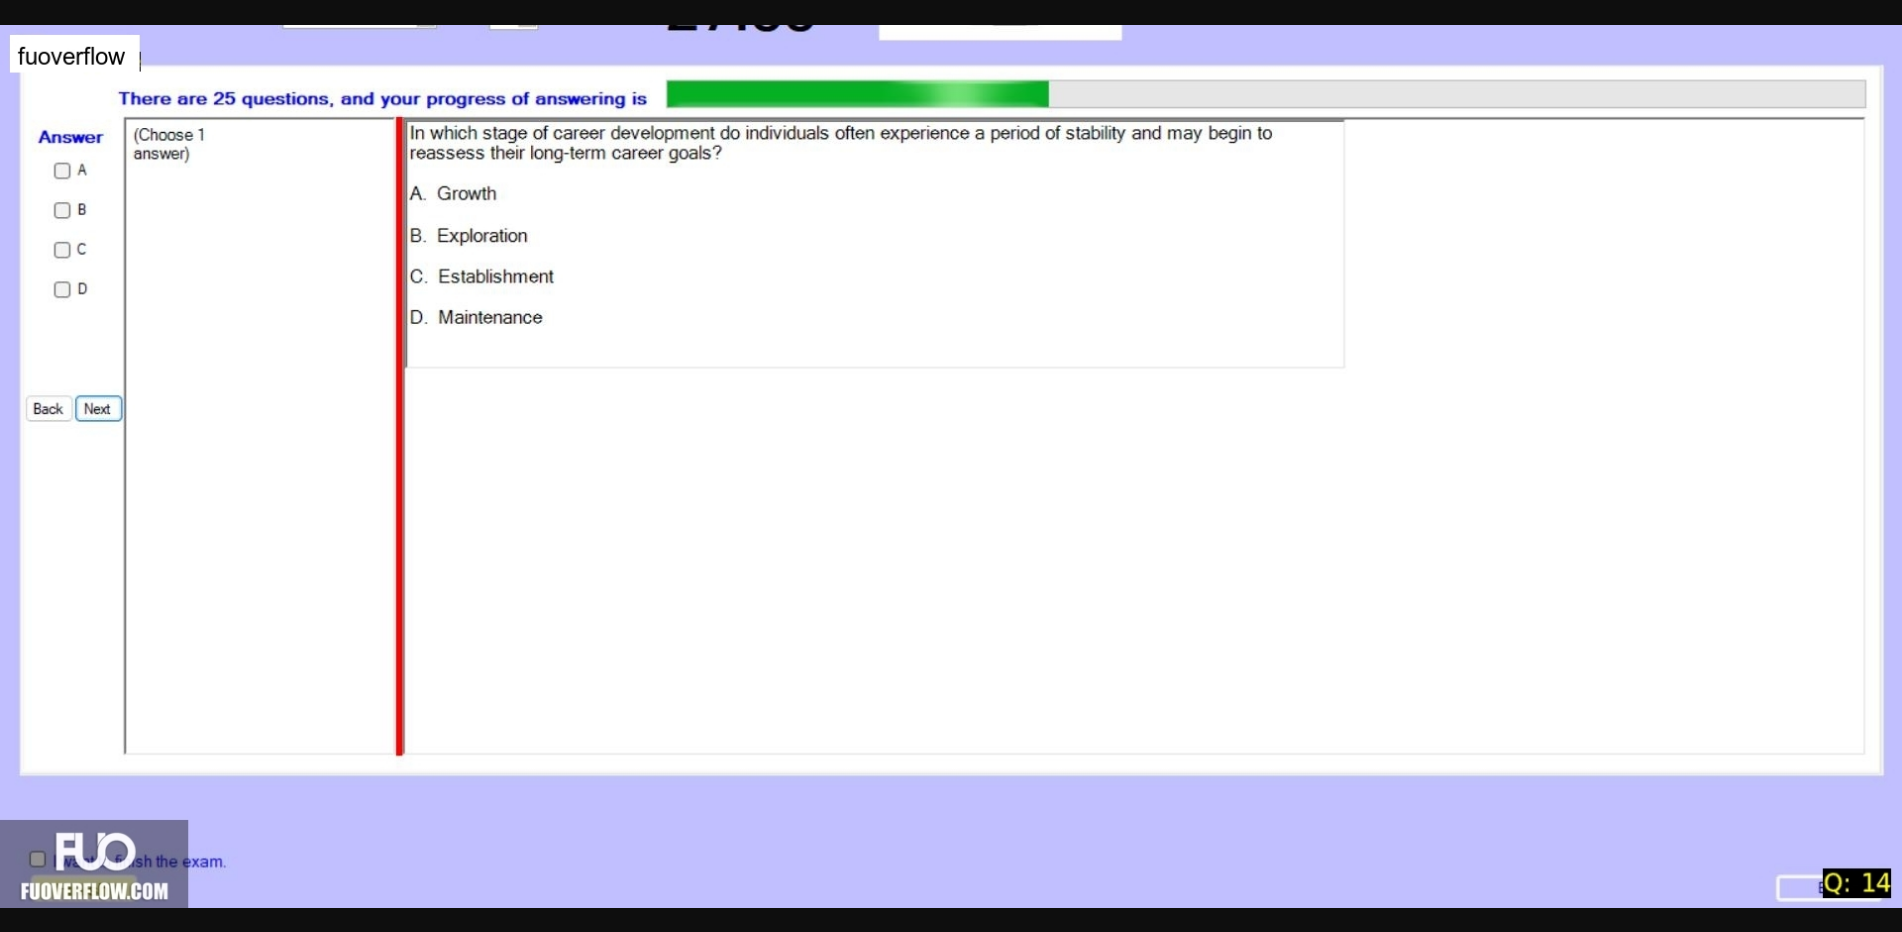 fuoverflow
There are 25 questions, and your progress of answering is
Answer
(Choose 1
answer)
A
B
C
D
Back
Next
In which stage of career development do individuals often experience a period of stability and may begin to
reassess their long-term career goals?
A. Growth
B. Exploration
C. Establishment
D. Maintenance
FUO
sh the exam.
FUOVERFLOW.COM
Q: 14